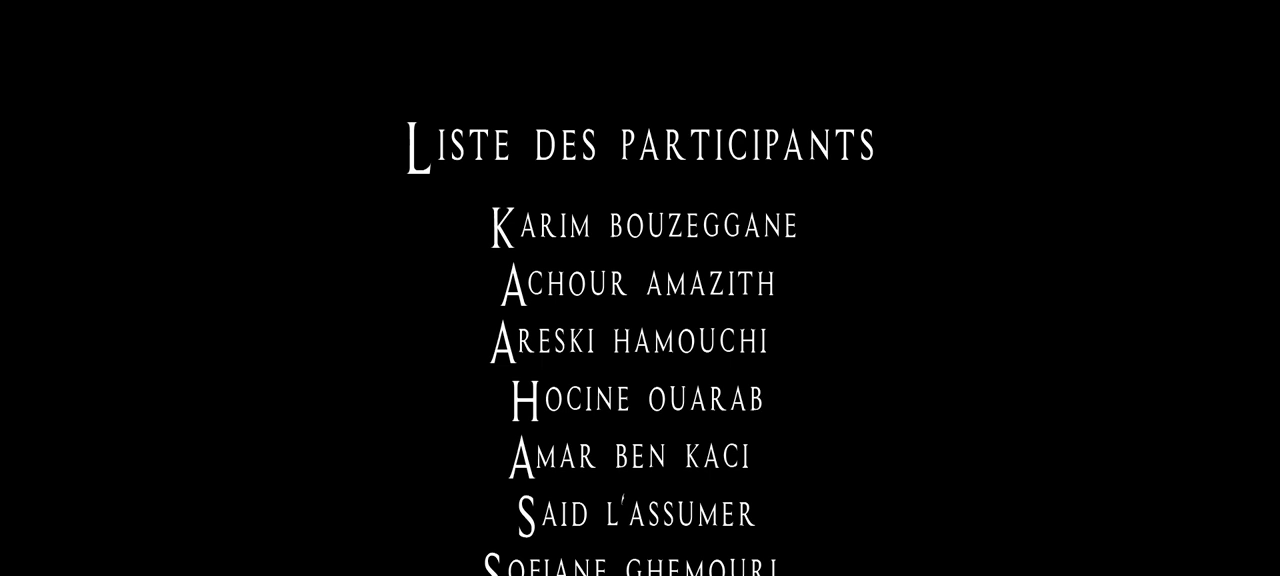 Liste des participants
Karim bouzeggane
Achour amazith
Areski hamouchi
Hocine ouarab
Amar ben kaci
Said l'assumer
Sofiane ghemouri